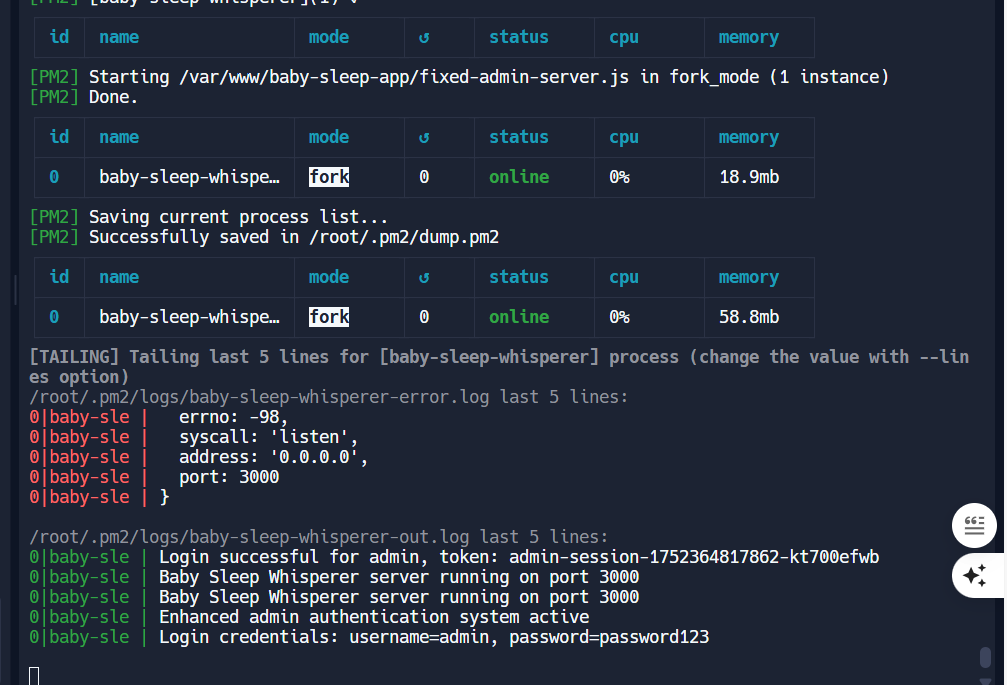 [PM2] [baby-sleep-whisperer](1) ✓
id name mode ↺ status cpu memory
[PM2] Starting /var/www/baby-sleep-app/fixed-admin-server.js in fork_mode (1 instance)
[PM2] Done.
id name mode ↺ status cpu memory
0 baby-sleep-whispe… fork 0 online 0% 18.9mb
[PM2] Saving current process list...
[PM2] Successfully saved in /root/.pm2/dump.pm2
id name mode ↺ status cpu memory
0 baby-sleep-whispe… fork 0 online 0% 58.8mb
[TAILING] Tailing last 5 lines for [baby-sleep-whisperer] process (change the value with --lin
es option)
/root/.pm2/logs/baby-sleep-whisperer-error.log last 5 lines:
0|baby-sle |   errno: -98,
0|baby-sle |   syscall: 'listen',
0|baby-sle |   address: '0.0.0.0',
0|baby-sle |   port: 3000
0|baby-sle | }
/root/.pm2/logs/baby-sleep-whisperer-out.log last 5 lines:
0|baby-sle | Login successful for admin, token: admin-session-1752364817862-kt700efwb
0|baby-sle | Baby Sleep Whisperer server running on port 3000
0|baby-sle | Baby Sleep Whisperer server running on port 3000
0|baby-sle | Enhanced admin authentication system active
0|baby-sle | Login credentials: username=admin, password=password123